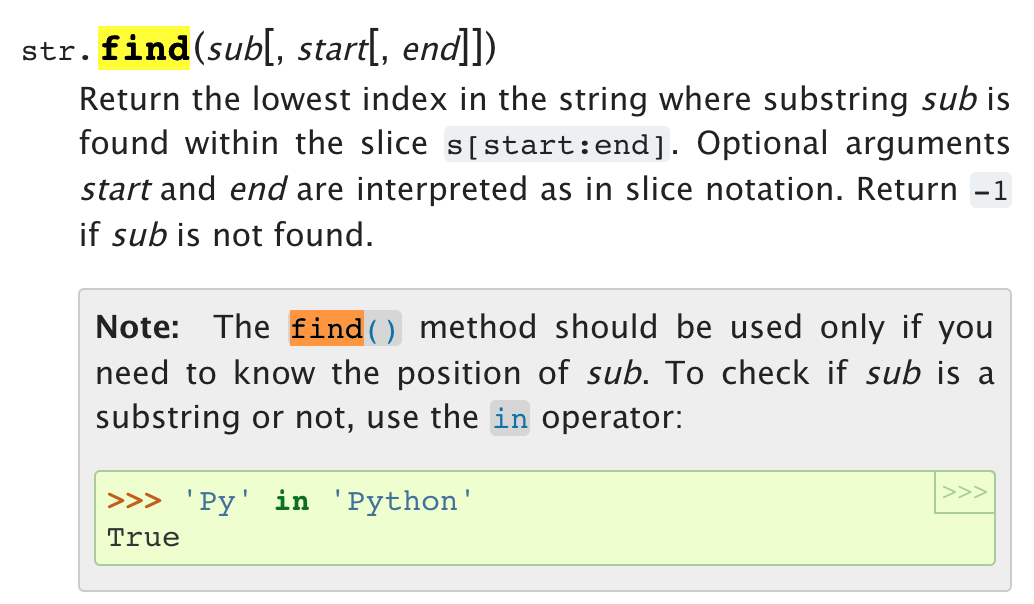 str.find(sub[, start[, end]])
Return the lowest index in the string where substring sub is
found within the slice s[start:end]. Optional arguments
start and end are interpreted as in slice notation. Return -1
if sub is not found.
Note: The find() method should be used only if you
need to know the position of sub. To check if sub is a
substring or not, use the in operator:
>>> 'Py' in 'Python'
>>>
True